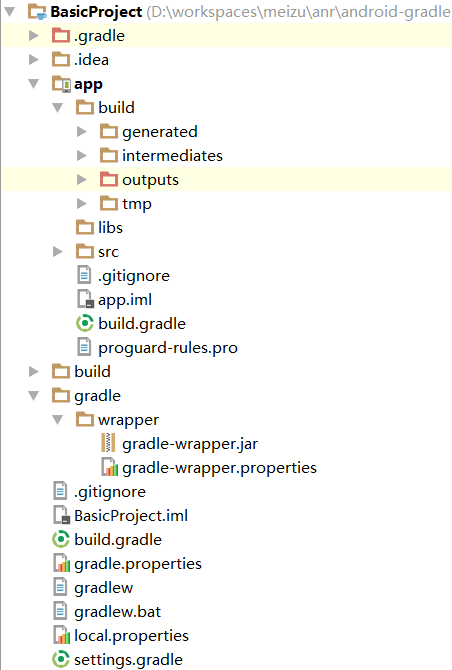 BasicProject (D:\workspaces\meizu\anr\android-gradle
.gradle
.idea
app
build
generated
intermediates
outputs
tmp
libs
src
.gitignore
app.iml
build.gradle
proguard-rules.pro
build
gradle
wrapper
gradle-wrapper.jar
gradle-wrapper.properties
.gitignore
BasicProject.iml
build.gradle
gradle.properties
gradlew
gradlew.bat
local.properties
settings.gradle